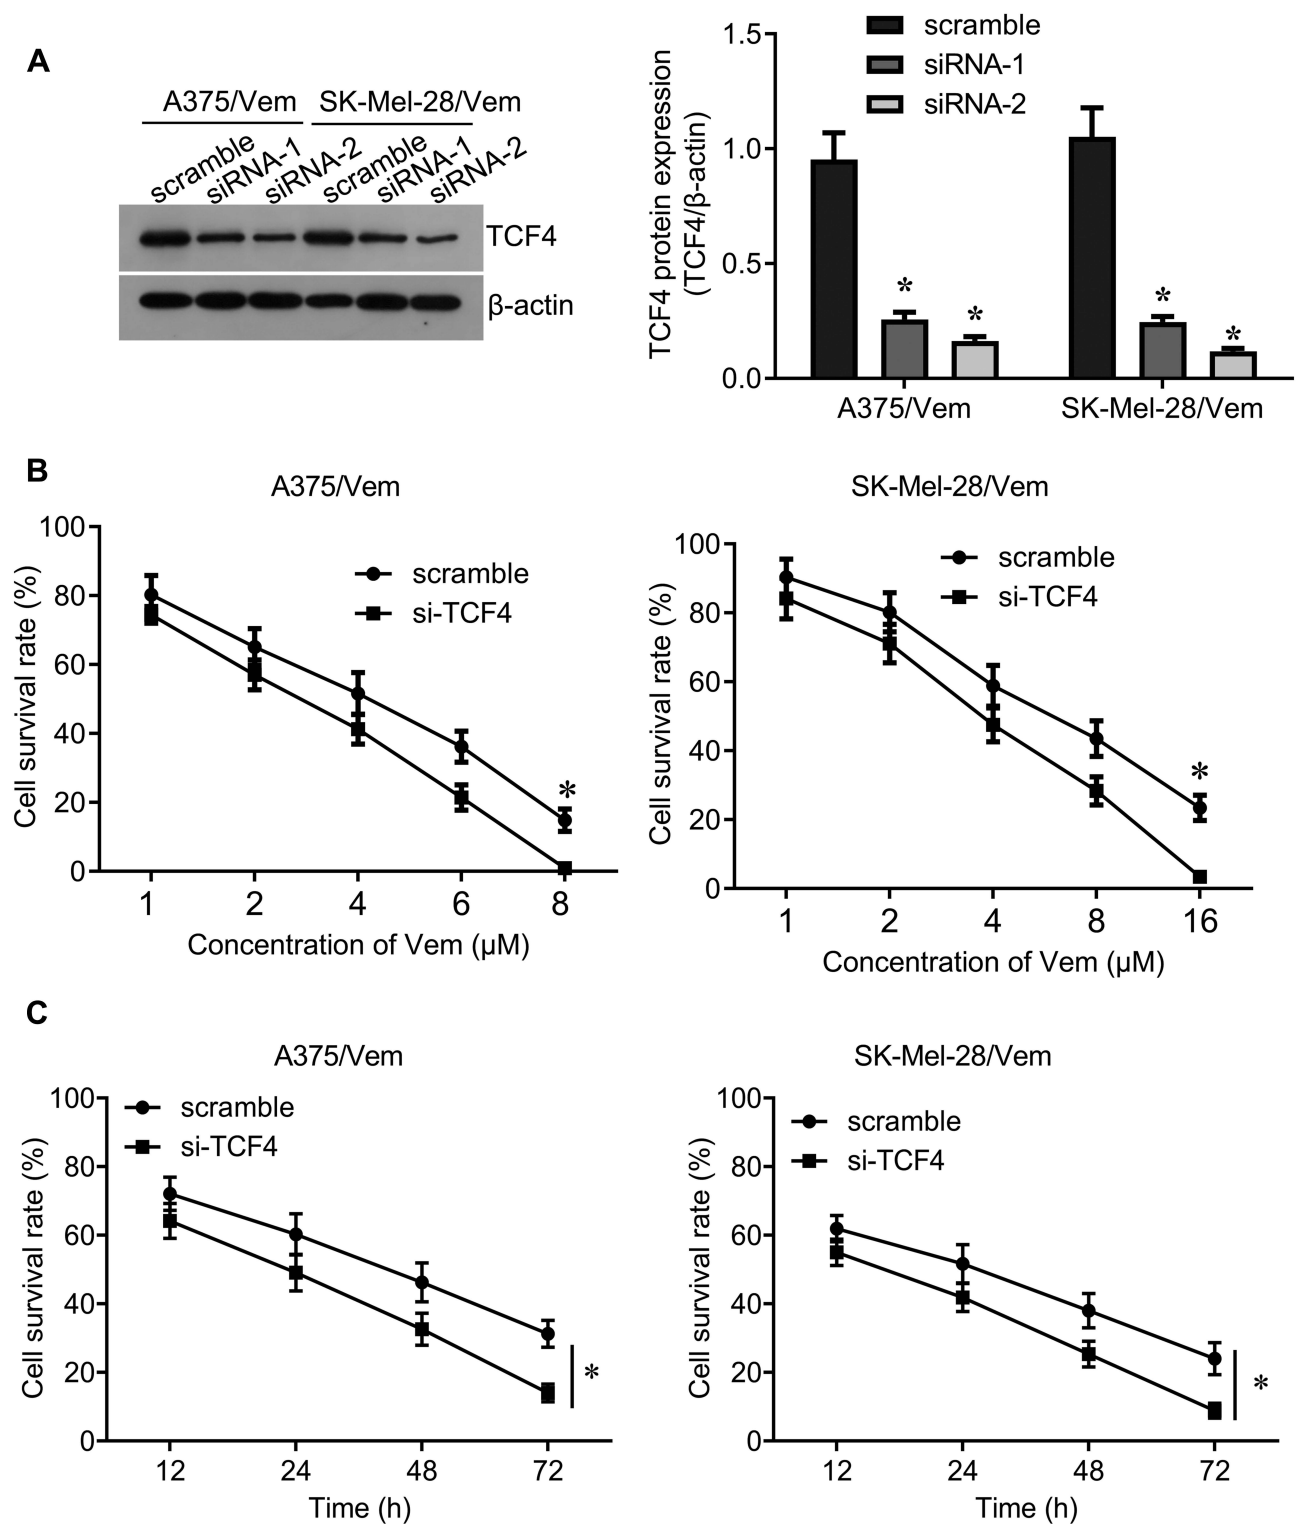 A
A375/Vem SK-Mel-28/Vem
scramble siRNA-1 siRNA-2 scramble siRNA-1 siRNA-2
TCF4
β-actin
TCF4 protein expression
(TCF4/β-actin)
1.5
1.0
0.5
0.0
scramble
siRNA-1
siRNA-2
* * * *
A375/Vem SK-Mel-28/Vem
B
A375/Vem
Cell survival rate (%)
100
80
60
40
20
0
scramble
si-TCF4
*
1 2 4 6 8
Concentration of Vem (μM)
SK-Mel-28/Vem
Cell survival rate (%)
100
80
60
40
20
0
scramble
si-TCF4
*
1 2 4 8 16
Concentration of Vem (μM)
C
A375/Vem
Cell survival rate (%)
100
80
60
40
20
0
scramble
si-TCF4
*
12 24 48 72
Time (h)
SK-Mel-28/Vem
Cell survival rate (%)
100
80
60
40
20
0
scramble
si-TCF4
*
12 24 48 72
Time (h)